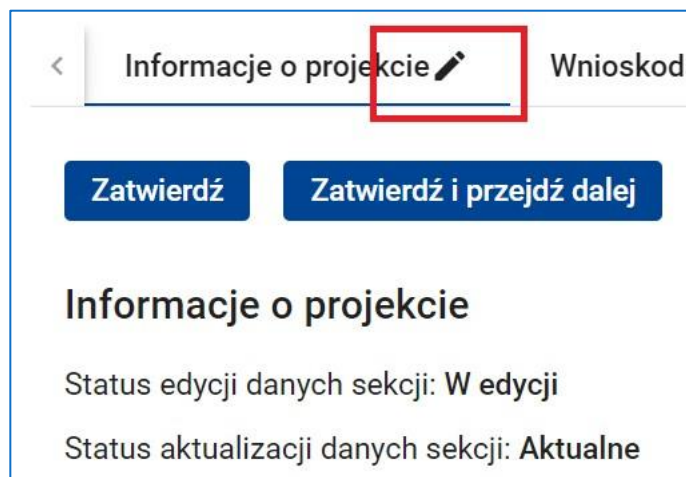 Informacje o projekcie Wnioskod
Zatwierdź Zatwierdź i przejdź dalej
Informacje o projekcie
Status edycji danych sekcji: W edycji
Status aktualizacji danych sekcji: Aktualne